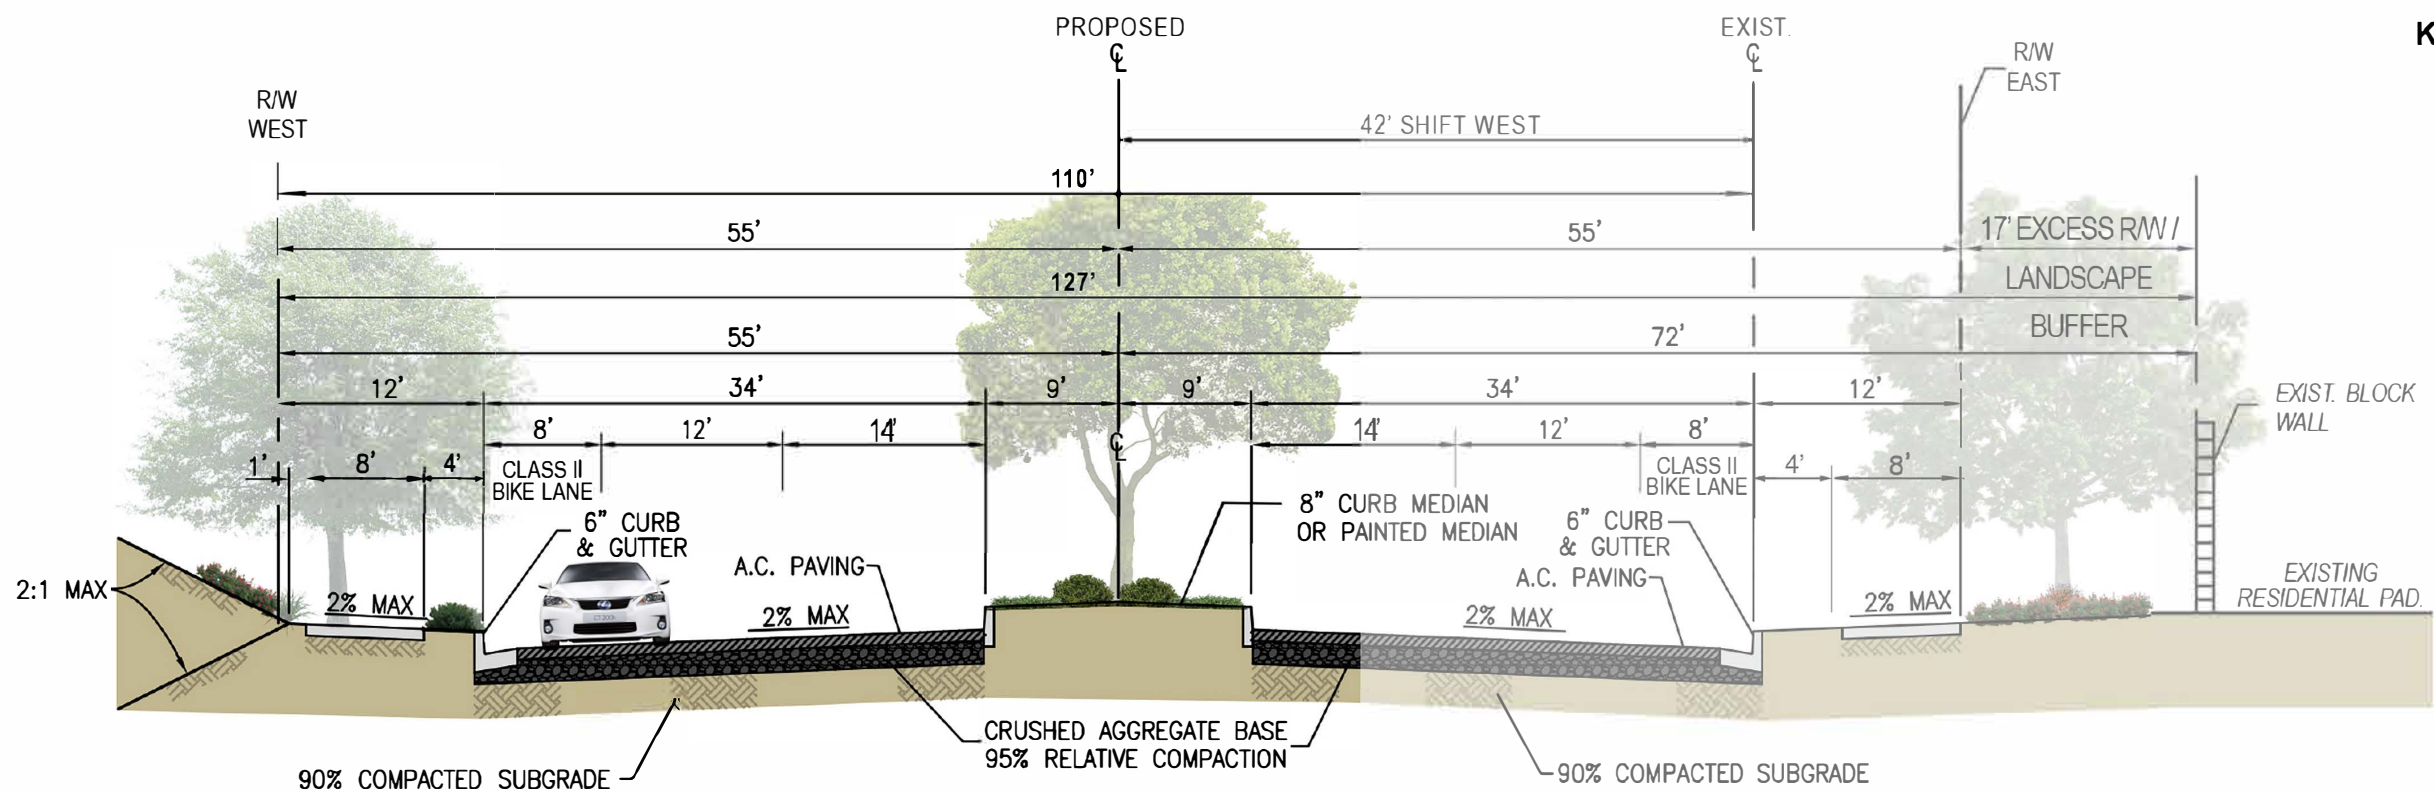 PROPOSED
℄
EXIST.
℄
K
R/W
EAST
R/W
WEST
42' SHIFT WEST
110'
55'
55'
17' EXCESS R/W /
127'
LANDSCAPE
55'
72'
BUFFER
12'
34'
9'
9'
34'
12'
EXIST. BLOCK
WALL
8'
12'
14'
14'
12'
8'
℄
1'
8'
4'
CLASS II
BIKE LANE
CLASS II
BIKE LANE
4'
8'
6" CURB
& GUTTER
8" CURB MEDIAN
OR PAINTED MEDIAN
6" CURB
& GUTTER
A.C. PAVING
A.C. PAVING
2:1 MAX
2% MAX
2% MAX
2% MAX
2% MAX
EXISTING
RESIDENTIAL PAD.
CRUSHED AGGREGATE BASE
95% RELATIVE COMPACTION
90% COMPACTED SUBGRADE
90% COMPACTED SUBGRADE